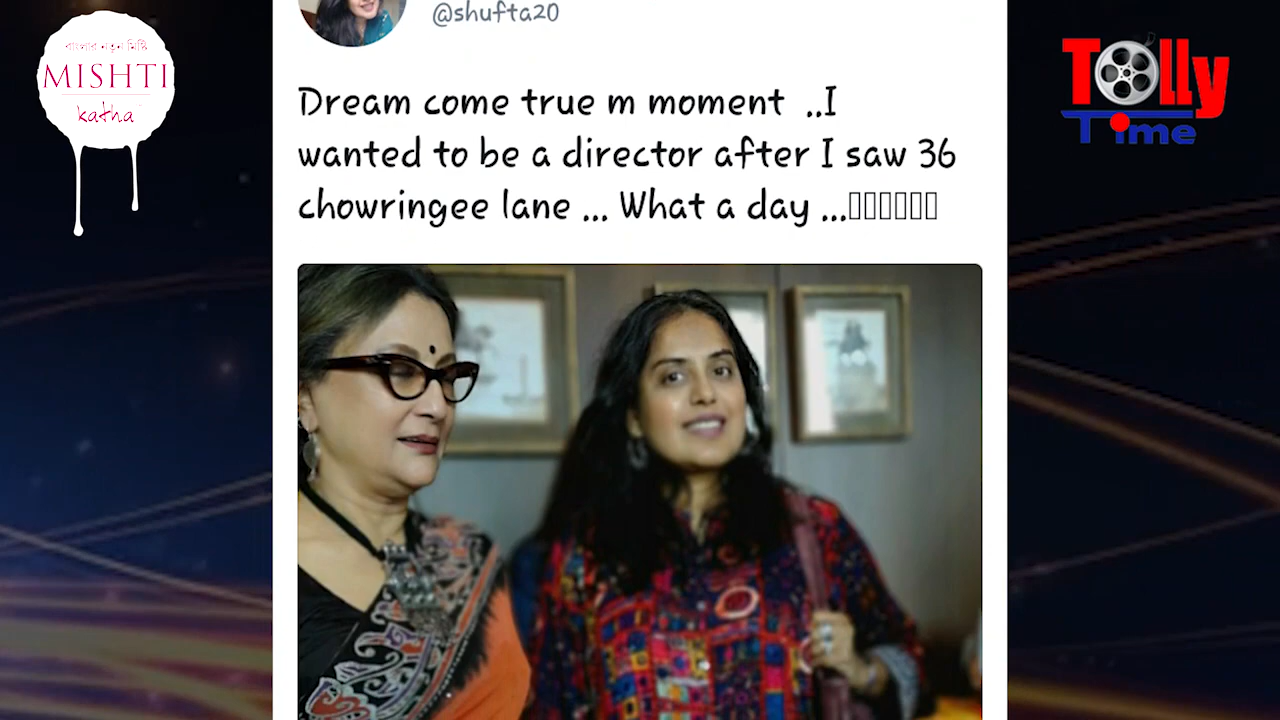 @shufta20
বাংলার নতুন মিষ্টি
MISHTI
katha
Tolly
Time
Dream come true m moment ..I
wanted to be a director after I saw 36
chowringee lane ... What a day ...